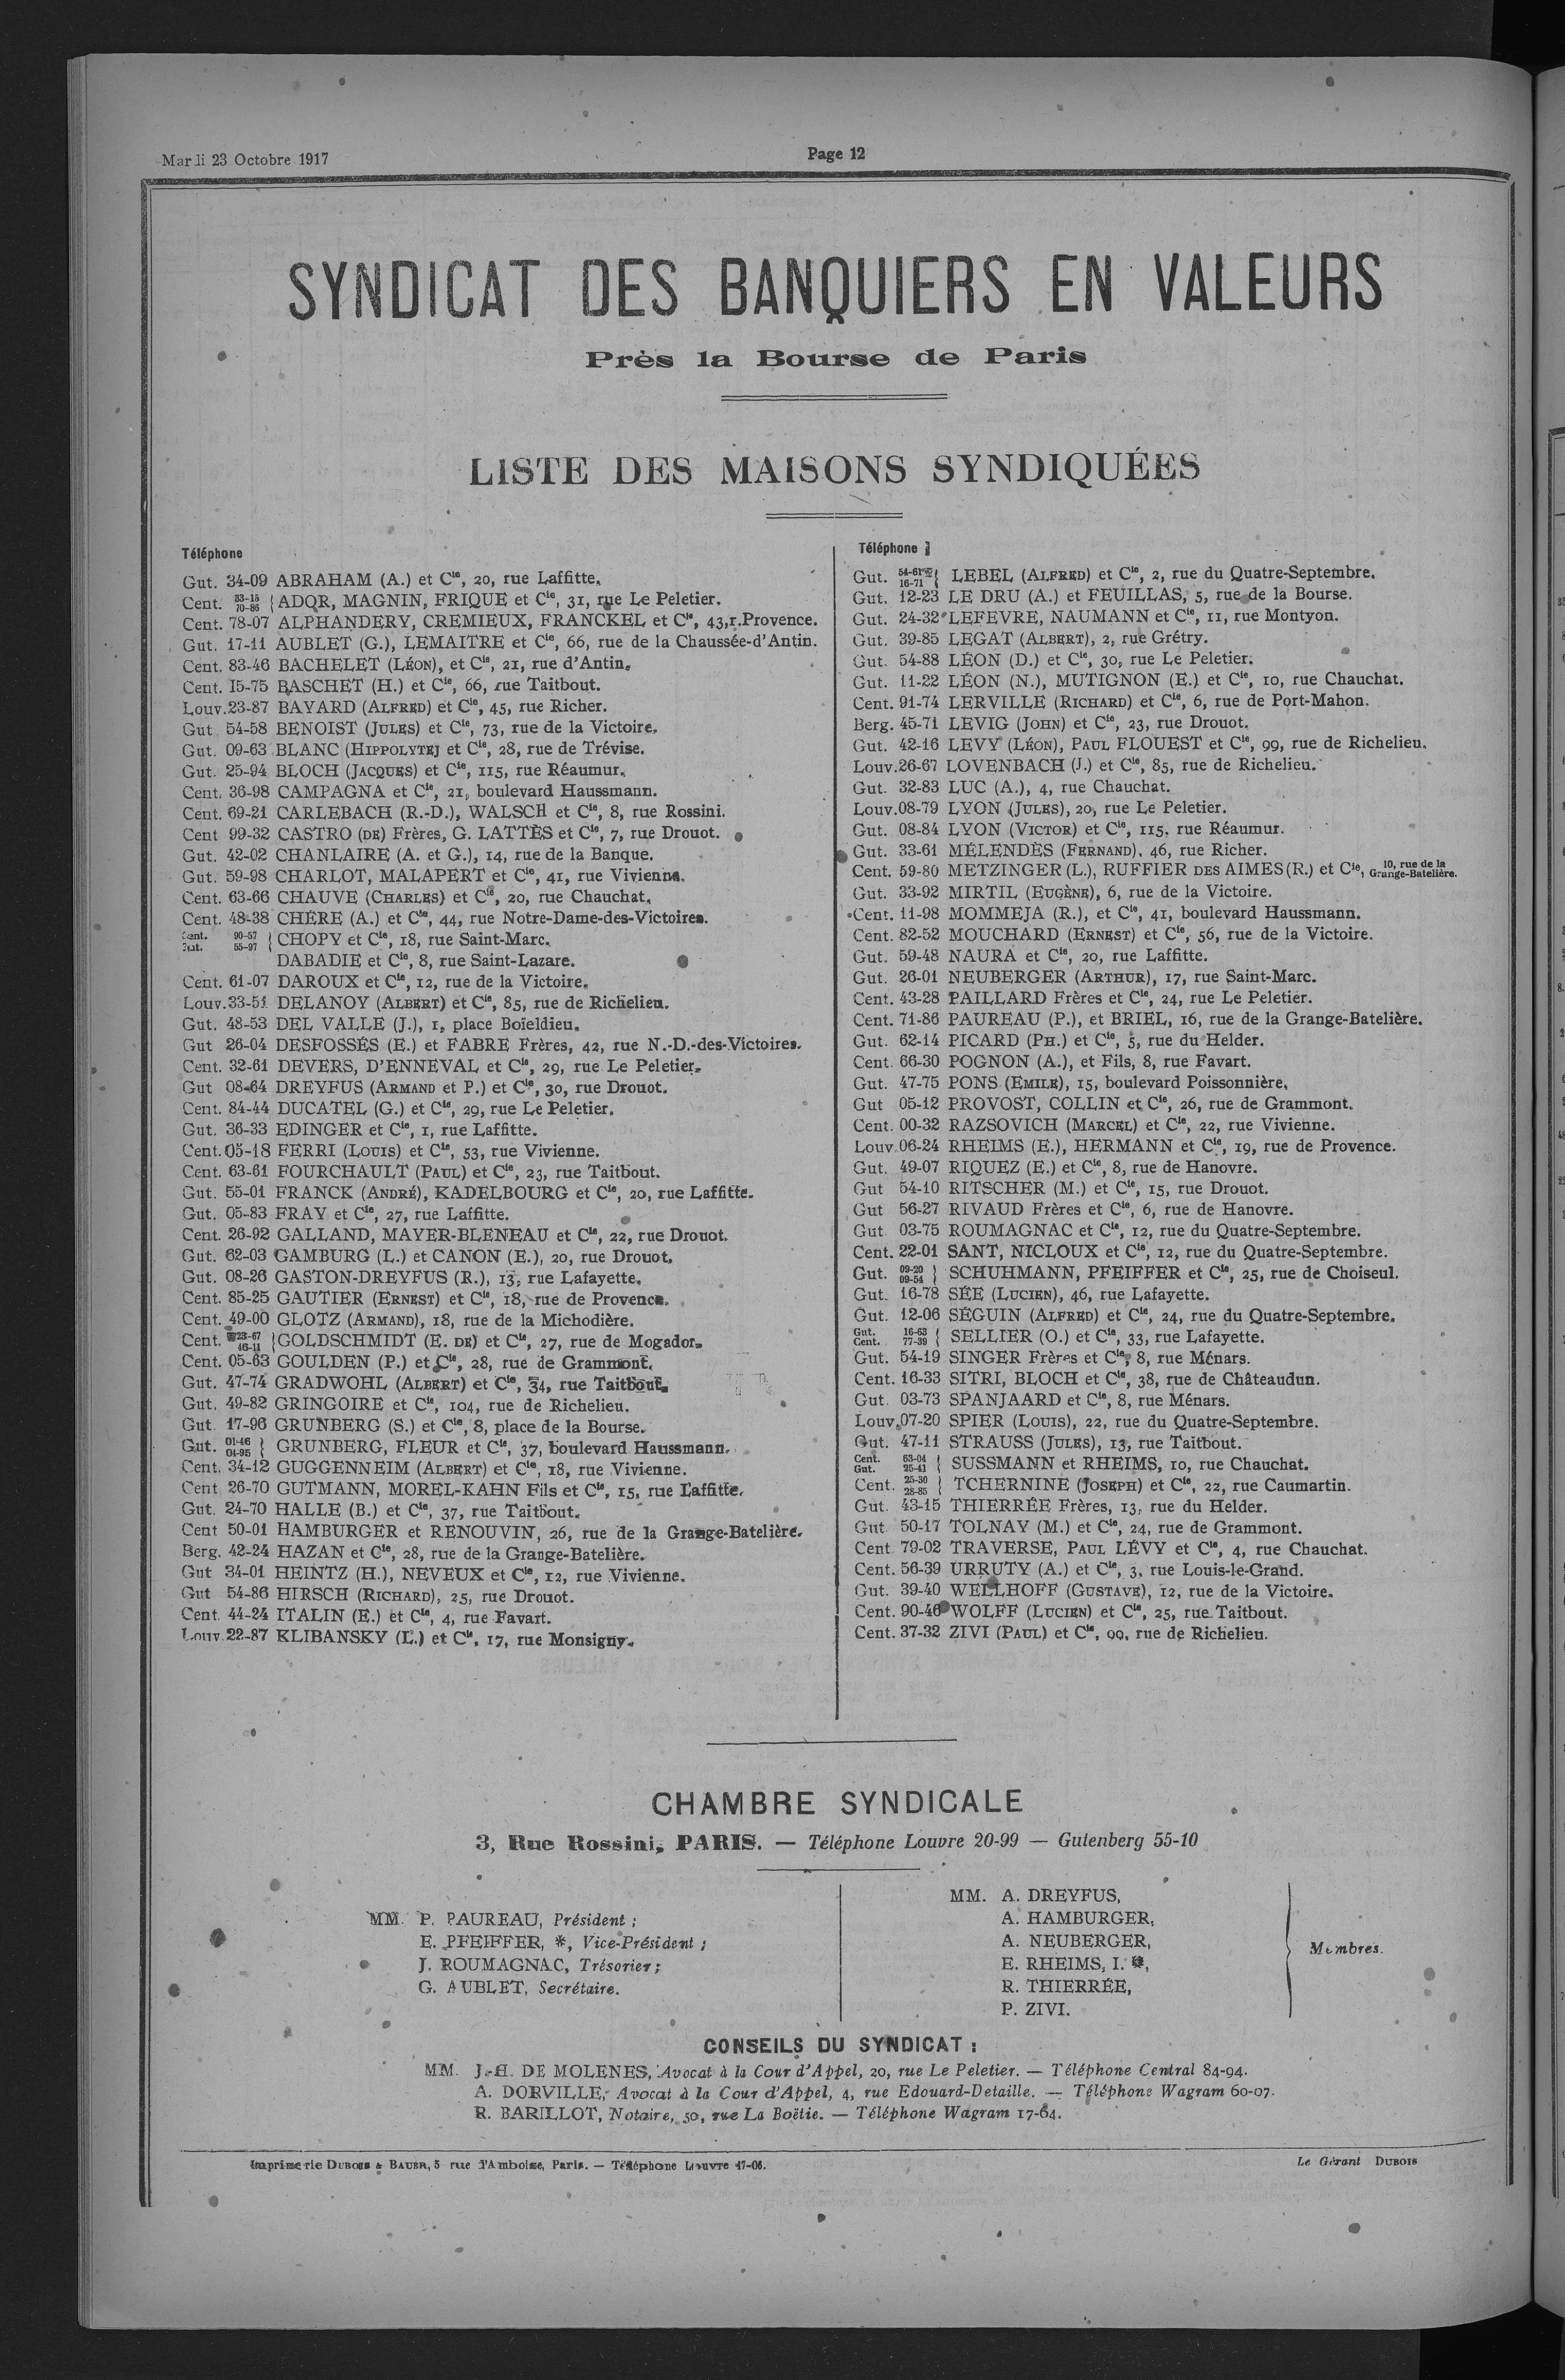 Mardi 23 Octobre 1917
Page 12
SYNDICAT DES BANQUIERS EN VALEURS
Près la Bourse de Paris
LISTE DES MAISONS SYNDIQUÉES
Téléphone
Gut. 34-09 ABRAHAM (A.) et Cie, 20, rue Laffitte.
Cent. 33-15 70-86 { ADOR, MAGNIN, FRIQUE et Cie, 31, rue Le Peletier.
Cent. 78-07 ALPHANDERY, CREMIEUX, FRANCKEL et Cie, 43, r. Provence.
Gut. 17-11 AUBLET (G.), LEMAITRE et Cie, 66, rue de la Chaussée-d'Antin.
Cent. 83-46 BACHELET (LÉON), et Cie, 21, rue d'Antin.
Cent. 15-75 BASCHET (H.) et Cie, 66, rue Taitbout.
Louv. 23-87 BAYARD (ALFRED) et Cie, 45, rue Richer.
Gut 54-58 BENOIST (JULES) et Cie, 73, rue de la Victoire.
Gut. 09-63 BLANC (HIPPOLYTE) et Cie, 28, rue de Trévise.
Gut. 25-94 BLOCH (JACQUES) et Cie, 115, rue Réaumur.
Cent. 36-98 CAMPAGNA et Cie, 21, boulevard Haussmann.
Cent. 69-21 CARLEBACH (R.-D.), WALSCH et Cie, 8, rue Rossini.
Cent 99-32 CASTRO (DE) Frères, G. LATTÈS et Cie, 7, rue Drouot.
Gut. 42-02 CHANLAIRE (A. et G.), 14, rue de la Banque.
Gut. 59-98 CHARLOT, MALAPERT et Cie, 41, rue Vivienne.
Cent. 63-66 CHAUVE (CHARLES) et Cie, 20, rue Chauchat.
Cent. 48-38 CHÉRE (A.) et Cie, 44, rue Notre-Dame-des-Victoires.
Cent. 90-57 Gut. 55-97 { CHOPY et Cie, 18, rue Saint-Marc.
DABADIE et Cie, 8, rue Saint-Lazare.
Cent. 61-07 DAROUX et Cie, 12, rue de la Victoire.
Louv. 33-51 DELANOY (ALBERT) et Cie, 85, rue de Richelieu.
Gut. 48-53 DEL VALLE (J.), 1, place Boïeldieu.
Gut 26-04 DESFOSSÉS (E.) et FABRE Frères, 42, rue N.-D.-des-Victoires.
Cent. 32-61 DEVERS, D'ENNEVAL et Cie, 29, rue Le Peletier.
Gut 08-64 DREYFUS (ARMAND et P.) et Cie, 30, rue Drouot.
Cent. 84-44 DUCATEL (G.) et Cie, 29, rue Le Peletier.
Gut. 36-33 EDINGER et Cie, 1, rue Laffitte.
Cent. 05-18 FERRI (LOUIS) et Cie, 53, rue Vivienne.
Cent. 63-61 FOURCHAULT (PAUL) et Cie, 23, rue Taitbout.
Gut. 55-01 FRANCK (ANDRÉ), KADELBOURG et Cie, 20, rue Laffitte.
Gut. 05-83 FRAY et Cie, 27, rue Laffitte.
Cent. 26-92 GALLAND, MAYER-BLENEAU et Cie, 22, rue Drouot.
Gut. 62-03 GAMBURG (L.) et CANON (E.), 20, rue Drouot.
Gut. 08-26 GASTON-DREYFUS (R.), 13, rue Lafayette.
Cent. 85-25 GAUTIER (ERNEST) et Cie, 18, rue de Provence.
Cent. 49-00 GLOTZ (ARMAND), 18, rue de la Michodière.
Cent. 23-67 46-11 { GOLDSCHMIDT (E. DE) et Cie, 27, rue de Mogador.
Cent. 05-63 GOULDEN (P.) et Cie, 28, rue de Grammont.
Gut. 47-74 GRADWOHL (ALBERT) et Cie, 34, rue Taitbout.
Gut. 49-82 GRINGOIRE et Cie, 104, rue de Richelieu.
Gut. 17-96 GRUNBERG (S.) et Cie, 8, place de la Bourse.
Gut. 01-46 04-95 } GRUNBERG, FLEUR et Cie, 37, boulevard Haussmann.
Cent. 34-12 GUGGENNEIM (ALBERT) et Cie, 18, rue Vivienne.
Cent 26-70 GUTMANN, MOREL-KAHN Fils et Cie, 15, rue Laffitte.
Gut. 24-70 HALLE (B.) et Cie, 37, rue Taitbout.
Cent 50-01 HAMBURGER et RENOUVIN, 26, rue de la Grange-Batelière.
Berg. 42-24 HAZAN et Cie, 28, rue de la Grange-Batelière.
Gut 34-01 HEINTZ (H.), NEVEUX et Cie, 12, rue Vivienne.
Gut 54-86 HIRSCH (RICHARD), 25, rue Drouot.
Cent. 44-24 ITALIN (E.) et Cie, 4, rue Favart.
Louv. 22-87 KLIBANSKY (L.) et Cie, 17, rue Monsigny.
Téléphone
Gut. 54-61 16-71 { LEBEL (ALFRED) et Cie, 2, rue du Quatre-Septembre.
Gut. 12-23 LE DRU (A.) et FEUILLAS, 5, rue de la Bourse.
Gut. 24-32 LEFEVRE, NAUMANN et Cie, 11, rue Montyon.
Gut. 39-85 LEGAT (ALBERT), 2, rue Grétry.
Gut. 54-88 LÉON (D.) et Cie, 30, rue Le Peletier.
Gut. 11-22 LÉON (N.), MUTIGNON (E.) et Cie, 10, rue Chauchat.
Cent. 91-74 LERVILLE (RICHARD) et Cie, 6, rue de Port-Mahon.
Berg. 45-71 LEVIG (JOHN) et Cie, 23, rue Drouot.
Gut. 42-16 LEVY (LÉON), PAUL FLOUEST et Cie, 99, rue de Richelieu.
Louv. 26-67 LOVENBACH (J.) et Cie, 85, rue de Richelieu.
Gut. 32-83 LUC (A.), 4, rue Chauchat.
Louv. 08-79 LYON (JULES), 20, rue Le Peletier.
Gut. 08-84 LYON (VICTOR) et Cie, 115, rue Réaumur.
Gut. 33-61 MÉLENDÈS (FERNAND), 46, rue Richer.
Cent. 59-80 METZINGER (L.), RUFFIER DES AIMES (R.) et Cie, 10, rue de la Grange-Batelière.
Gut. 33-92 MIRTIL (EUGÈNE), 6, rue de la Victoire.
Cent. 11-98 MOMMEJA (R.), et Cie, 41, boulevard Haussmann.
Cent. 82-52 MOUCHARD (ERNEST) et Cie, 56, rue de la Victoire.
Gut. 59-48 NAURA et Cie, 20, rue Laffitte.
Gut. 26-01 NEUBERGER (ARTHUR), 17, rue Saint-Marc.
Cent. 43-28 PAILLARD Frères et Cie, 24, rue Le Peletier.
Cent. 71-86 PAUREAU (P.), et BRIEL, 16, rue de la Grange-Batelière.
Gut. 62-14 PICARD (PH.) et Cie, 5, rue du Helder.
Cent. 66-30 POGNON (A.), et Fils, 8, rue Favart.
Gut. 47-75 PONS (EMILE), 15, boulevard Poissonnière.
Gut 05-12 PROVOST, COLLIN et Cie, 26, rue de Grammont.
Cent. 00-32 RAZSOVICH (MARCEL) et Cie, 22, rue Vivienne.
Louv. 06-24 RHEIMS (E.), HERMANN et Cie, 19, rue de Provence.
Gut. 49-07 RIQUEZ (E.) et Cie, 8, rue de Hanovre.
Gut 54-10 RITSCHER (M.) et Cie, 15, rue Drouot.
Gut 56-27 RIVAUD Frères et Cie, 6, rue de Hanovre.
Gut 03-75 ROUMAGNAC et Cie, 12, rue du Quatre-Septembre.
Cent. 22-01 SANT, NICLOUX et Cie, 12, rue du Quatre-Septembre.
Gut. 09-20 09-54 } SCHUHMANN, PFEIFFER et Cie, 25, rue de Choiseul.
Gut. 16-78 SÉE (LUCIEN), 46, rue Lafayette.
Gut. 12-06 SÉGUIN (ALFRED) et Cie, 24, rue du Quatre-Septembre.
Gut. 16-63 Cent. 77-39 { SELLIER (O.) et Cie, 33, rue Lafayette.
Gut. 54-19 SINGER Frères et Cie, 8, rue Ménars.
Cent. 16-33 SITRI, BLOCH et Cie, 38, rue de Châteaudun.
Gut. 03-73 SPANJAARD et Cie, 8, rue Ménars.
Louv. 07-20 SPIER (LOUIS), 22, rue du Quatre-Septembre.
Gut. 47-11 STRAUSS (JULES), 13, rue Taitbout.
Cent. 63-04 Gut. 25-41 { SUSSMANN et RHEIMS, 10, rue Chauchat.
Cent. 25-30 28-85 } TCHERNINE (JOSEPH) et Cie, 22, rue Caumartin.
Gut. 43-15 THIERRÉE Frères, 13, rue du Helder.
Gut 50-17 TOLNAY (M.) et Cie, 24, rue de Grammont.
Cent. 79-02 TRAVERSE, PAUL LÉVY et Cie, 4, rue Chauchat.
Cent. 56-39 URRUTY (A.) et Cie, 3, rue Louis-le-Grand.
Gut. 39-40 WELLHOFF (GUSTAVE), 12, rue de la Victoire.
Cent. 90-46 WOLFF (LUCIEN) et Cie, 25, rue Taitbout.
Cent. 37-32 ZIVI (PAUL) et Cie, 99, rue de Richelieu.
CHAMBRE SYNDICALE
3, Rue Rossini, PARIS. — Téléphone Louvre 20-99 — Gutenberg 55-10
MM. P. PAUREAU, Président ;
E. PFEIFFER, *, Vice-Président ;
J. ROUMAGNAC, Trésorier ;
G. AUBLET, Secrétaire.
MM. A. DREYFUS,
A. HAMBURGER,
A. NEUBERGER,
E. RHEIMS, I.
R. THIERRÉE,
P. ZIVI.
Membres.
CONSEILS DU SYNDICAT :
MM. J.-H. DE MOLENES, Avocat à la Cour d'Appel, 20, rue Le Peletier. — Téléphone Central 84-94.
A. DORVILLE, Avocat à la Cour d'Appel, 4, rue Edouard-Detaille. — Téléphone Wagram 60-07.
R. BARILLOT, Notaire, 50, rue La Boëtie. — Téléphone Wagram 17-64.
Imprimerie DUBOIS & BAUER, 5 rue d'Amboise, Paris. — Téléphone Louvre 17-06.
Le Gérant DUBOIS